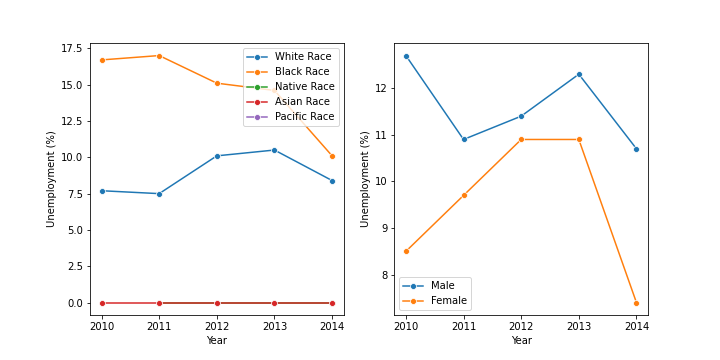 17.5
15.0
12.5
10.0
7.5
5.0
2.5
0.0
Unemployment (%)
White Race
Black Race
Native Race
Asian Race
Pacific Race
2010 2011 2012 2013 2014
Year
12
11
10
9
8
Unemployment (%)
Male
Female
2010 2011 2012 2013 2014
Year